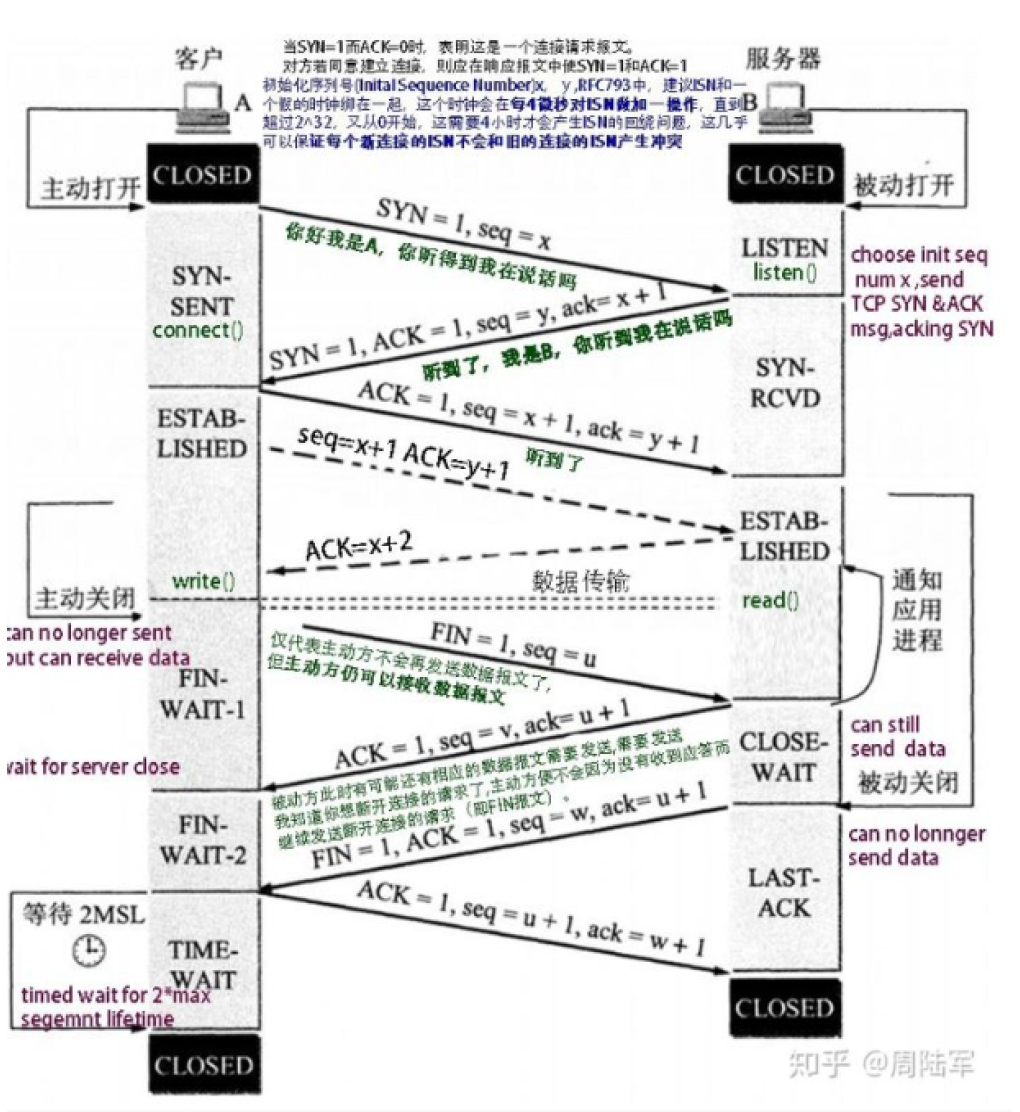 当SYN=1而ACK=0时，表明这是一个连接请求报文。
对方若同意建立连接，则应在响应报文中使SYN=1和ACK=1
初始化序列号(Inital Sequence Number)x, y ,RFC793中，建议ISN和一
个假的时钟绑在一起，这个时钟会在每4微秒对ISN做加一操作，直到
超过2^32，又从0开始，这需要4小时才会产生ISN的回绕问题，这几乎
可以保证每个新连接的ISN不会和旧的连接的ISN产生冲突
客户
服务器
A
B
CLOSED
CLOSED
主动打开
被动打开
SYN = 1, seq = x
你好我是A，你听得到我在说话吗
SYN-
SENT
connect()
LISTEN
listen()
choose init seq
num x ,send
TCP SYN &ACK
msg,acking SYN
SYN = 1, ACK = 1, seq = y, ack= x + 1
听到了，我是B，你听到我在说话吗
SYN-
RCVD
ACK = 1, seq = x + 1, ack = y + 1
听到了
ESTAB-
LISHED
seq=x+1 ACK=y+1
ESTAB-
LISHED
ACK=x+2
write()
数据传输
read()
通知
应用
进程
主动关闭
can no longer sent
but can receive data
FIN = 1, seq = u
仅代表主动方不会再发送数据报文了，
但主动方仍可以接收数据报文
FIN-
WAIT-1
ACK = 1, seq = v, ack= u + 1
被动方此时有可能还有相应的数据报文需要发送,需要发送
我知道你想断开连接的请求了,主动方便不会因为没有收到应答而
继续发送断开连接的请求（即FIN报文）。
wait for server close
CLOSE-
WAIT
can still
send data
被动关闭
FIN-
WAIT-2
FIN = 1, ACK = 1, seq = w, ack= u + 1
can no lonnger
send data
LAST-
ACK
ACK = 1, seq = u + 1, ack = w + 1
等待 2MSL
TIME-
WAIT
timed wait for 2*max
segemnt lifetime
CLOSED
CLOSED
知乎 @周陆军